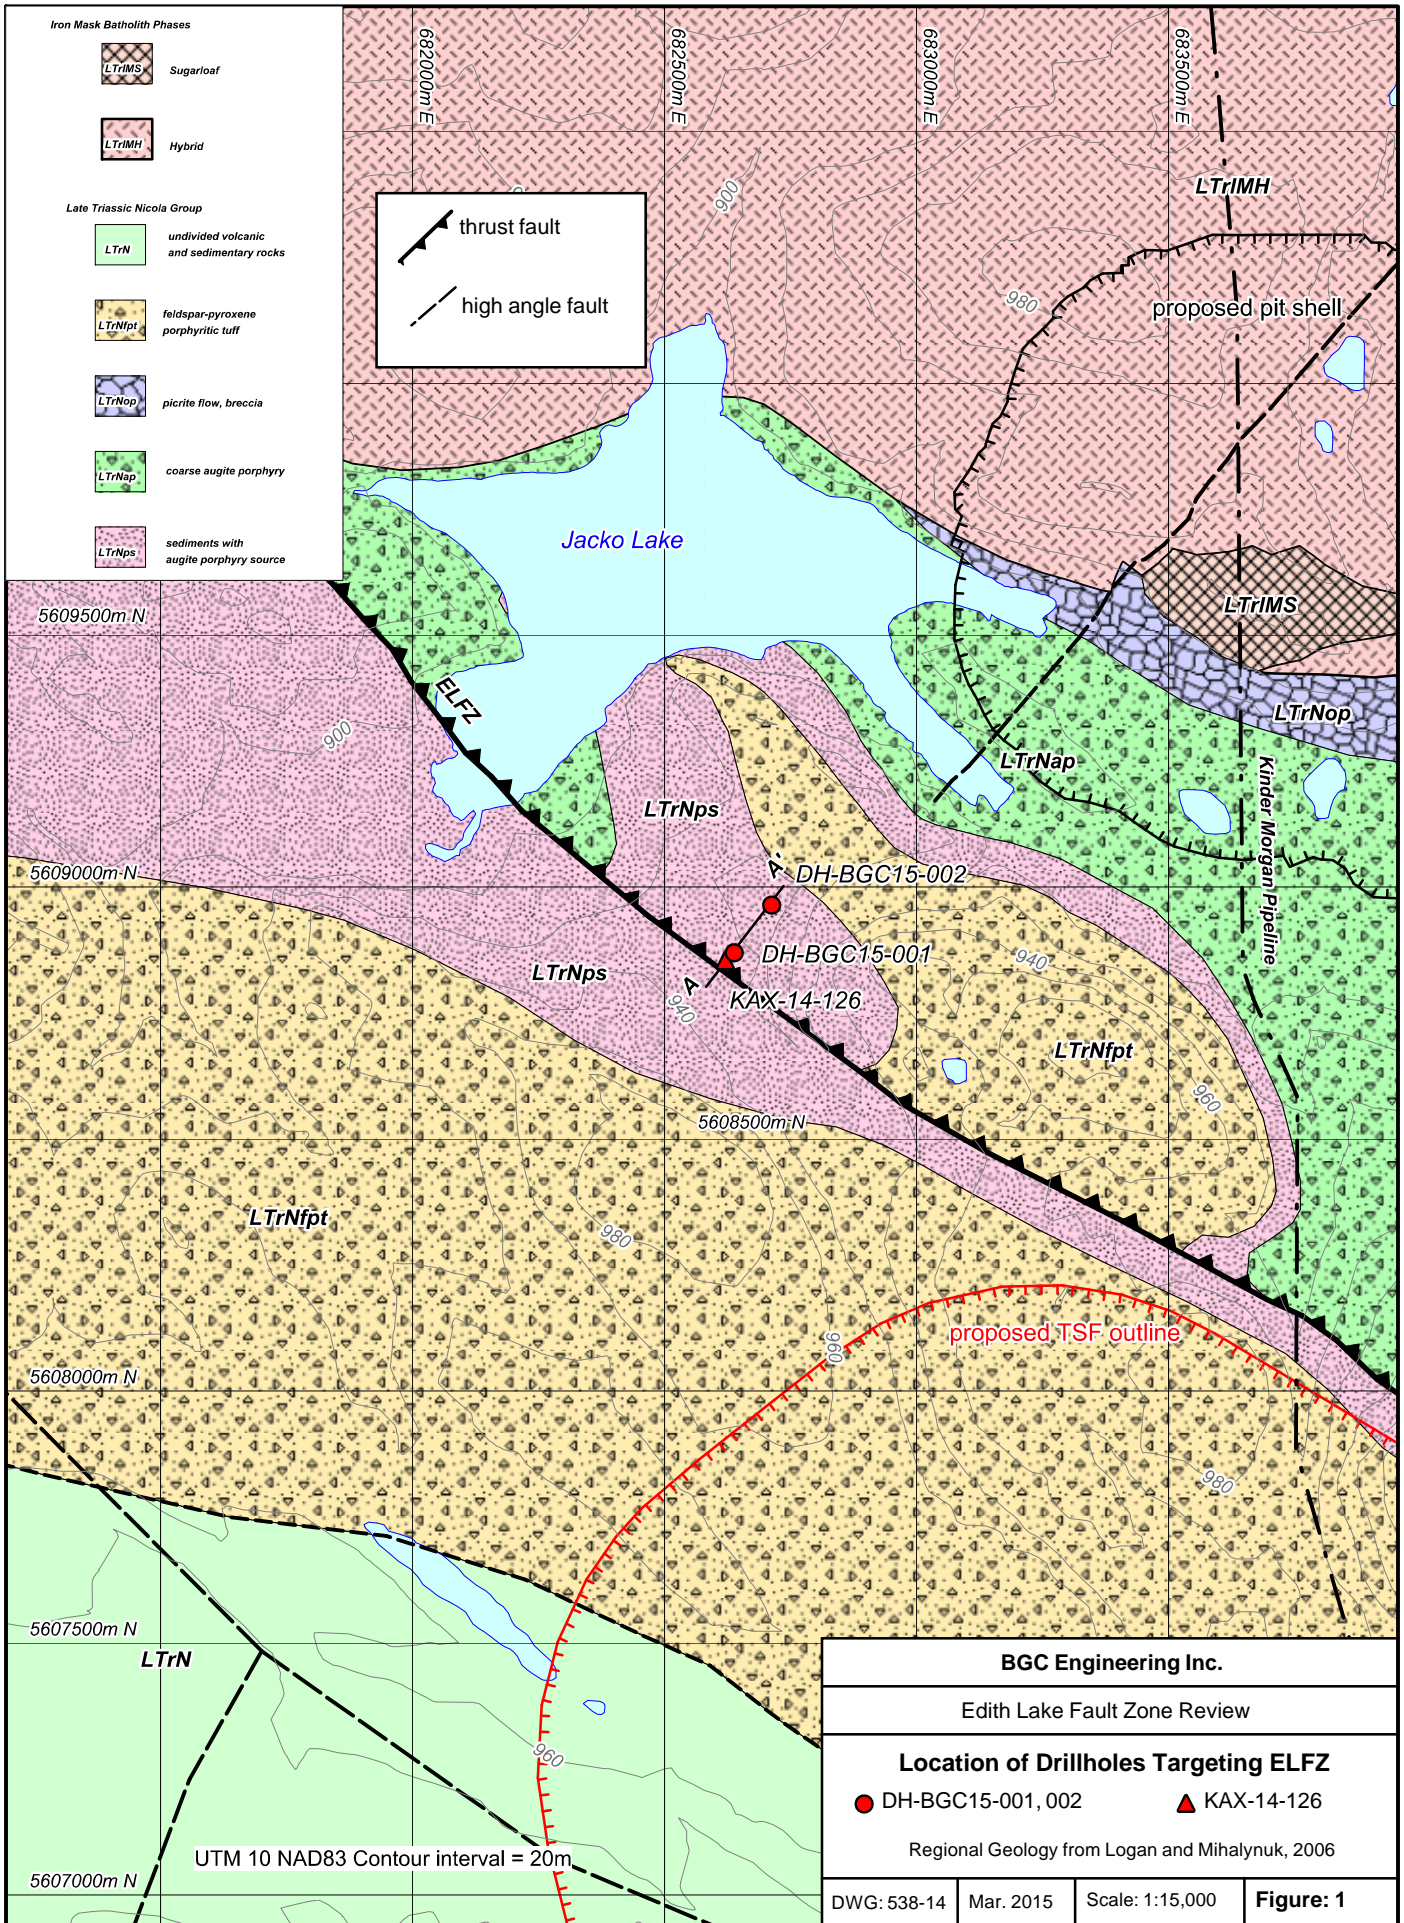 Iron Mask Batholith Phases
LTrIMS
Sugarloaf
LTrIMH
Hybrid
Late Triassic Nicola Group
LTrN
undivided volcanic
and sedimentary rocks
LTrNfpt
feldspar-pyroxene
porphyritic tuff
LTrNop
picrite flow, breccia
LTrNap
coarse augite porphyry
LTrNps
sediments with
augite porphyry source
thrust fault
high angle fault
682000m E
682500m E
683000m E
683500m E
900
LTrIMH
980
proposed pit shell
Jacko Lake
5609500m N
LTrIMS
ELFZ
900
LTrNop
LTrNap
Kinder Morgan Pipeline
LTrNps
5609000m N
A'
DH-BGC15-002
DH-BGC15-001
940
LTrNps
A
KAX-14-126
940
LTrNfpt
960
5608500m N
LTrNfpt
980
proposed TSF outline
960
5608000m N
980
5607500m N
LTrN
960
UTM 10 NAD83 Contour interval = 20m
5607000m N
BGC Engineering Inc.
Edith Lake Fault Zone Review
Location of Drillholes Targeting ELFZ
DH-BGC15-001, 002
KAX-14-126
Regional Geology from Logan and Mihalynuk, 2006
DWG: 538-14
Mar. 2015
Scale: 1:15,000
Figure: 1